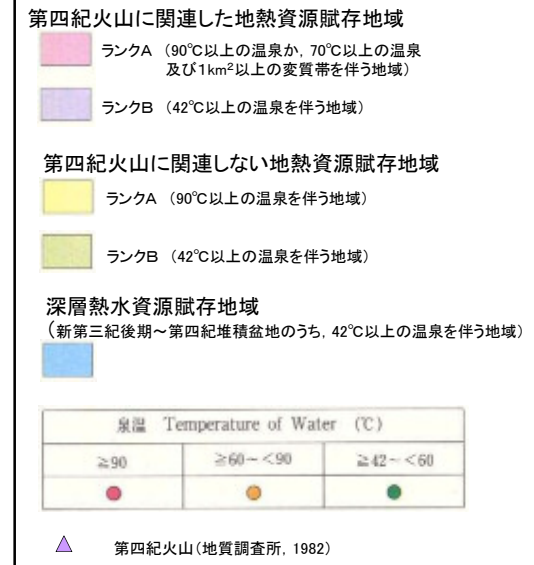 第四紀火山に関連した地熱資源賦存地域
ランクA （90℃以上の温泉か，70℃以上の温泉
及び1km²以上の変質帯を伴う地域）
ランクB （42℃以上の温泉を伴う地域）
第四紀火山に関連しない地熱資源賦存地域
ランクA （90℃以上の温泉を伴う地域）
ランクB （42℃以上の温泉を伴う地域）
深層熱水資源賦存地域
（新第三紀後期～第四紀堆積盆地のうち，42℃以上の温泉を伴う地域）
泉温 Temperature of Water （℃）
≧90 ≧60～＜90 ≧42～＜60
第四紀火山（地質調査所，1982）